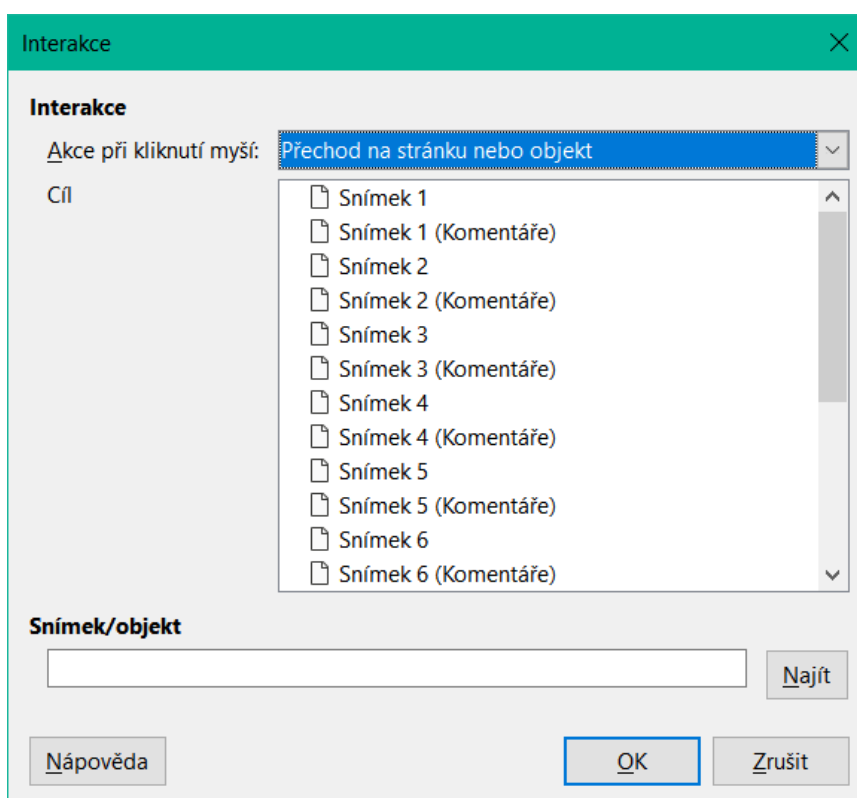 Interakce
Interakce
Akce při kliknutí myší: Přechod na stránku nebo objekt
Cíl
Snímek 1
Snímek 1 (Komentáře)
Snímek 2
Snímek 2 (Komentáře)
Snímek 3
Snímek 3 (Komentáře)
Snímek 4
Snímek 4 (Komentáře)
Snímek 5
Snímek 5 (Komentáře)
Snímek 6
Snímek 6 (Komentáře)
Snímek/objekt
Najít
Nápověda OK Zrušit